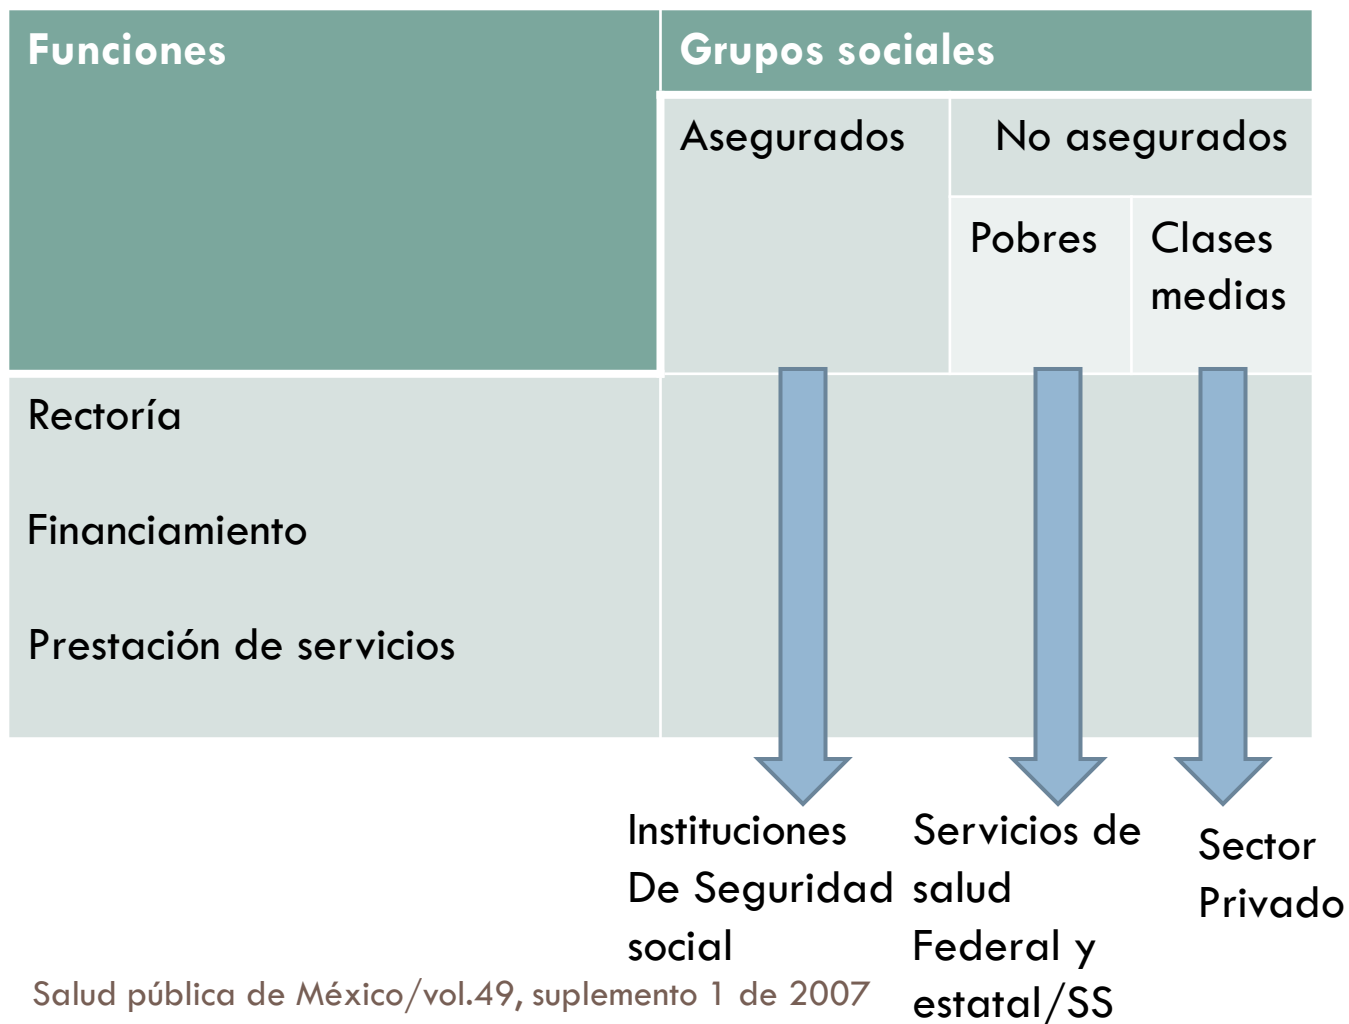 Funciones
Grupos sociales
Asegurados
No asegurados
Pobres
Clases
medias
Rectoría
Financiamiento
Prestación de servicios
Instituciones
De Seguridad
social
Servicios de
salud
Federal y
estatal/SS
Sector
Privado
Salud pública de México/vol.49, suplemento 1 de 2007